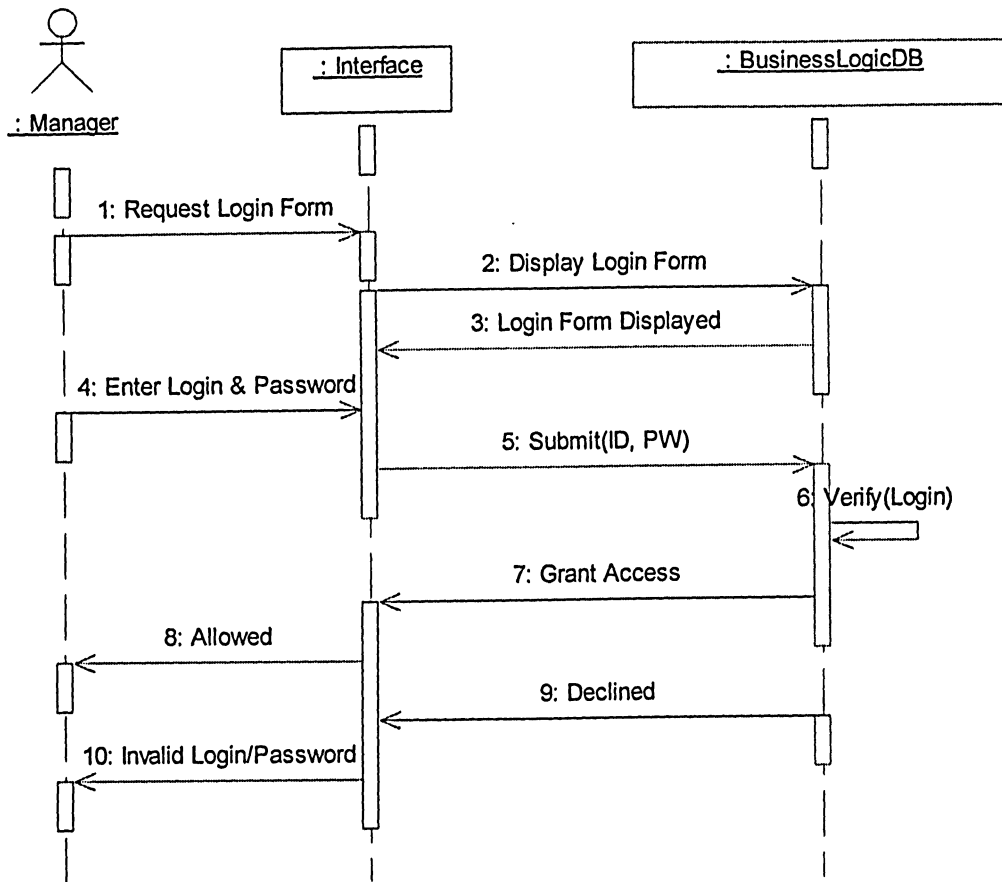 : Interface
: BusinessLogicDB
: Manager
1: Request Login Form
2: Display Login Form
3: Login Form Displayed
4: Enter Login & Password
5: Submit(ID, PW)
6: Verify(Login)
7: Grant Access
8: Allowed
9: Declined
10: Invalid Login/Password